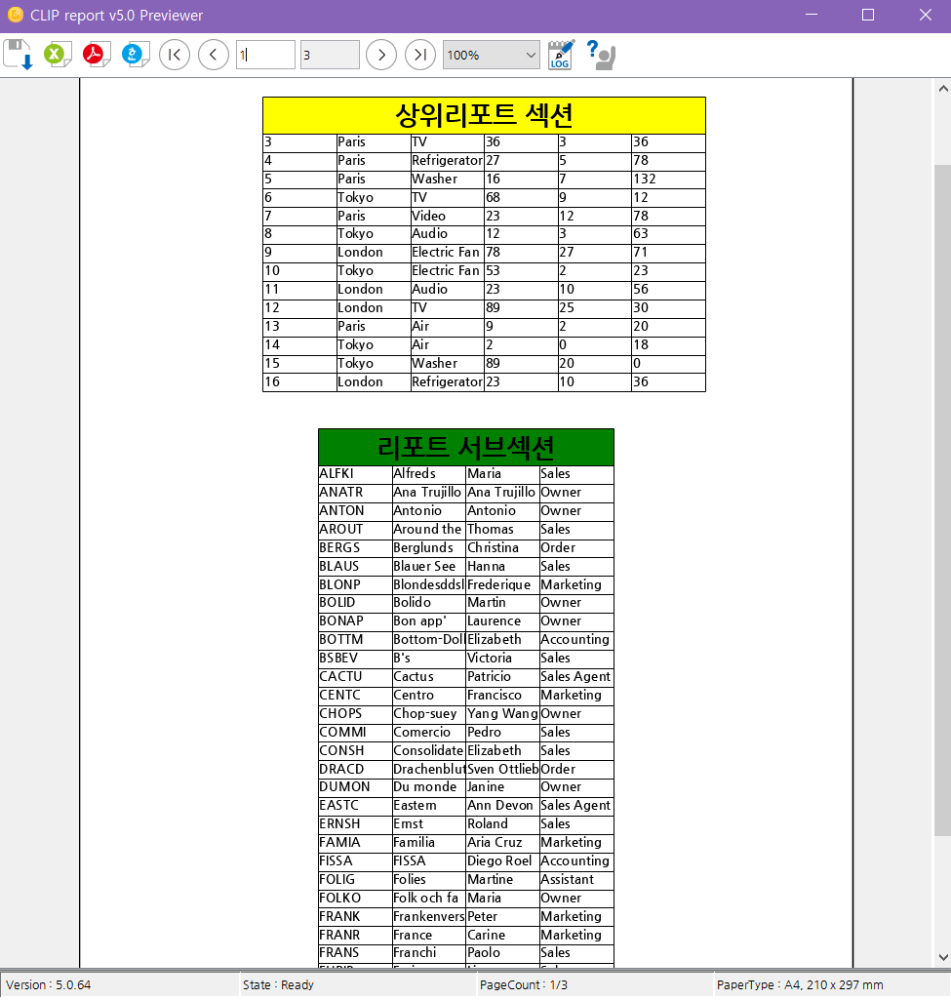 CLIP report v5.0 Previewer
1 3 100% LOG
상위리포트 섹션
3 Paris TV 36 3 36
4 Paris Refrigerator 27 5 78
5 Paris Washer 16 7 132
6 Tokyo TV 68 9 12
7 Paris Video 23 12 78
8 Tokyo Audio 12 3 63
9 London Electric Fan 78 27 71
10 Tokyo Electric Fan 53 2 23
11 London Audio 23 10 56
12 London TV 89 25 30
13 Paris Air 9 2 20
14 Tokyo Air 2 0 18
15 Tokyo Washer 89 20 0
16 London Refrigerator 23 10 36
리포트 서브섹션
ALFKI Alfreds Maria Sales
ANATR Ana Trujillo Ana Trujillo Owner
ANTON Antonio Antonio Owner
AROUT Around the Thomas Sales
BERGS Berglunds Christina Order
BLAUS Blauer See Hanna Sales
BLONP Blondesddsl Frederique Marketing
BOLID Bolido Martin Owner
BONAP Bon app' Laurence Owner
BOTTM Bottom-Doll Elizabeth Accounting
BSBEV B's Victoria Sales
CACTU Cactus Patricio Sales Agent
CENTC Centro Francisco Marketing
CHOPS Chop-suey Yang Wang Owner
COMMI Comercio Pedro Sales
CONSH Consolidate Elizabeth Sales
DRACD Drachenblut Sven Ottlieb Order
DUMON Du monde Janine Owner
EASTC Eastern Ann Devon Sales Agent
ERNSH Ernst Roland Sales
FAMIA Familia Aria Cruz Marketing
FISSA FISSA Diego Roel Accounting
FOLIG Folies Martine Assistant
FOLKO Folk och fa Maria Owner
FRANK Frankenvers Peter Marketing
FRANR France Carine Marketing
FRANS Franchi Paolo Sales
Version : 5.0.64 State : Ready PageCount : 1/3 PaperType : A4, 210 x 297 mm